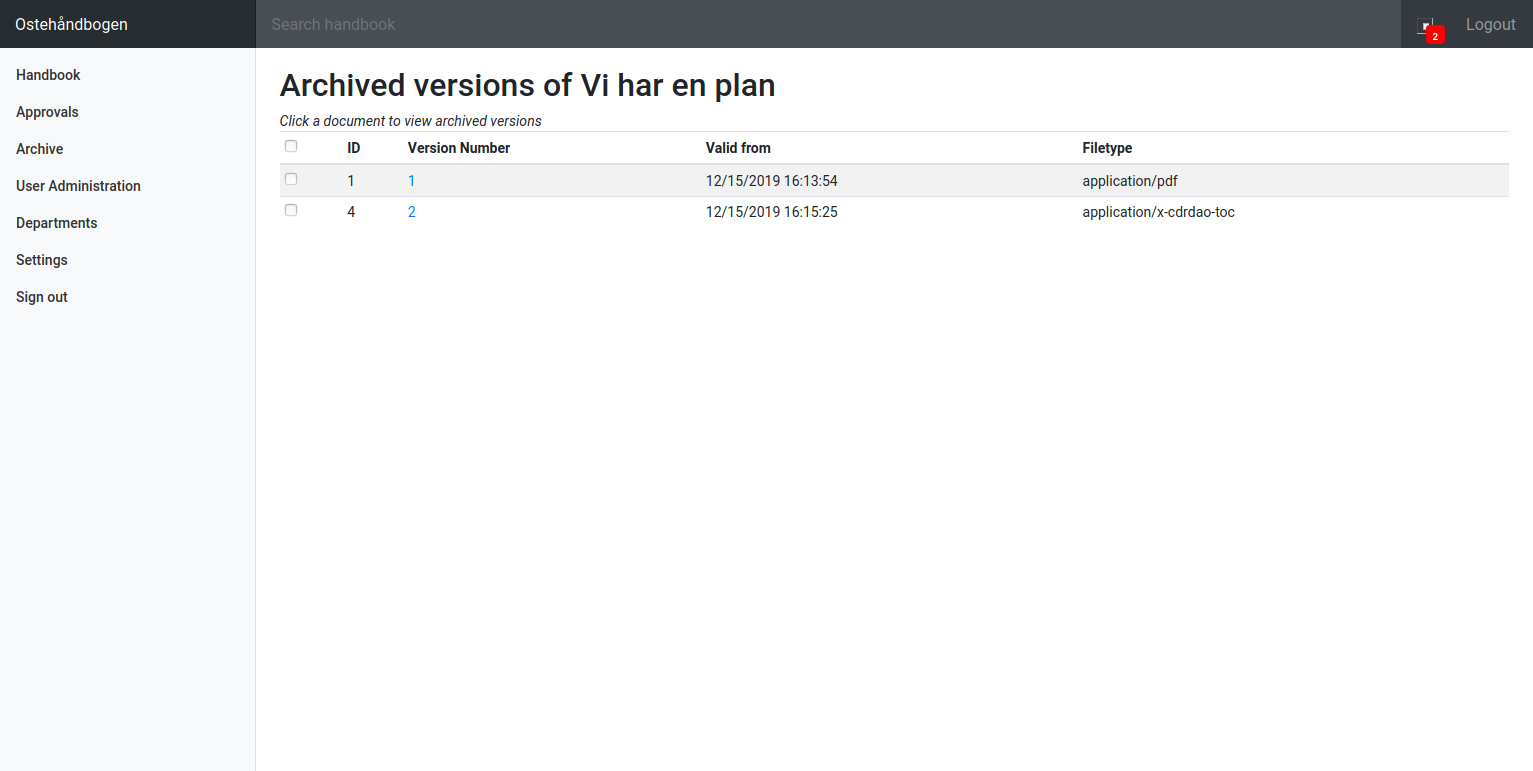 Ostehåndbogen
Search handbook
2
Logout
Handbook
Approvals
Archive
User Administration
Departments
Settings
Sign out
Archived versions of Vi har en plan
Click a document to view archived versions
ID Version Number Valid from Filetype
1 1 12/15/2019 16:13:54 application/pdf
4 2 12/15/2019 16:15:25 application/x-cdrdao-toc